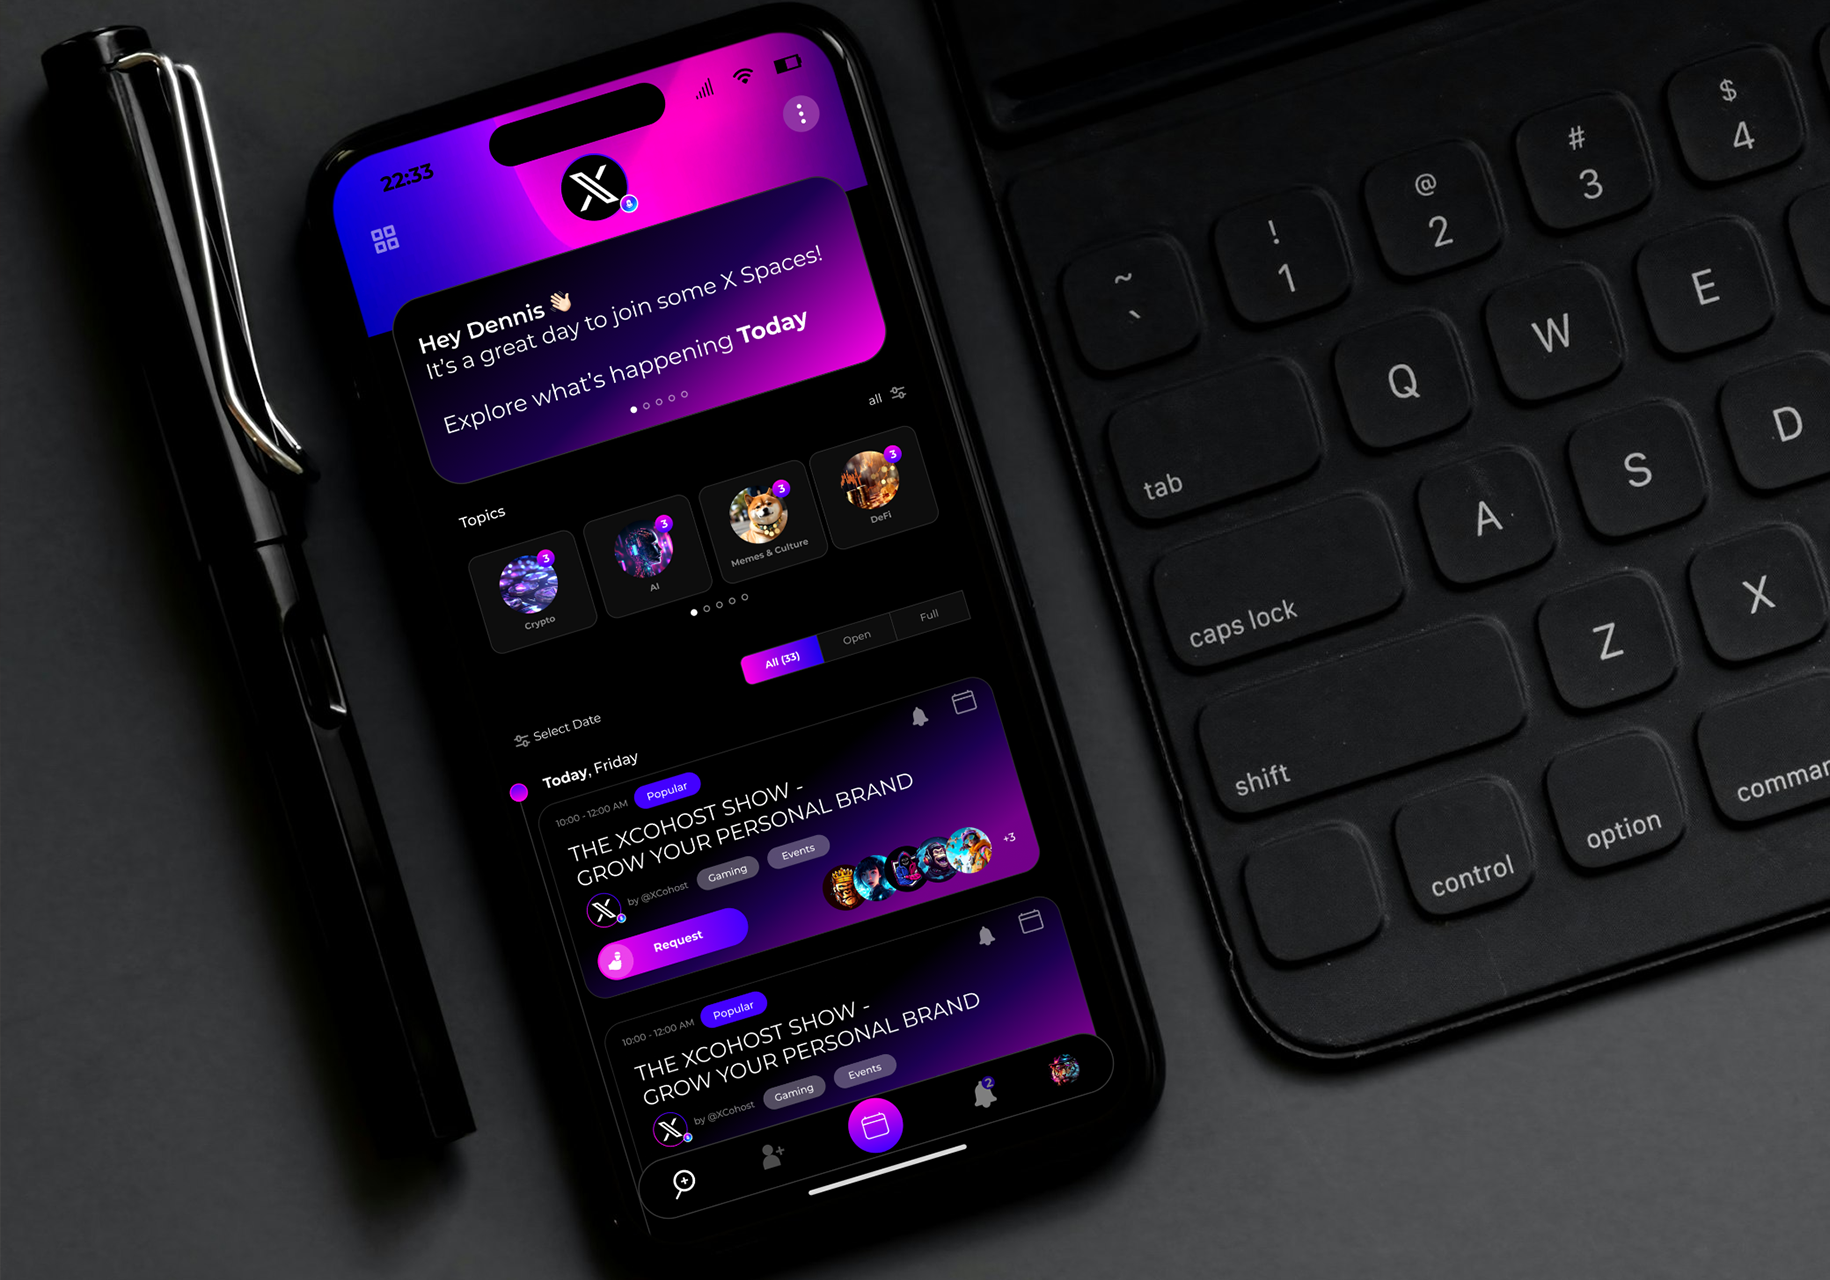 22:33
Hey Dennis 👋🏻
It's a great day to join some X Spaces!
Explore what's happening Today
all
Topics
3
Crypto
3
AI
3
Memes & Culture
3
DeFi
All (33)
Open
Full
Select Date
Today, Friday
10:00 - 12:00 AM
Popular
THE XCOHOST SHOW -
GROW YOUR PERSONAL BRAND
by @XCohost
Gaming
Events
+3
Request
10:00 - 12:00 AM
Popular
THE XCOHOST SHOW -
GROW YOUR PERSONAL BRAND
by @XCohost
Gaming
Events
2
~
`
!
1
@
2
#
3
$
4
tab
Q
W
E
caps lock
A
S
D
shift
Z
X
control
option
comman